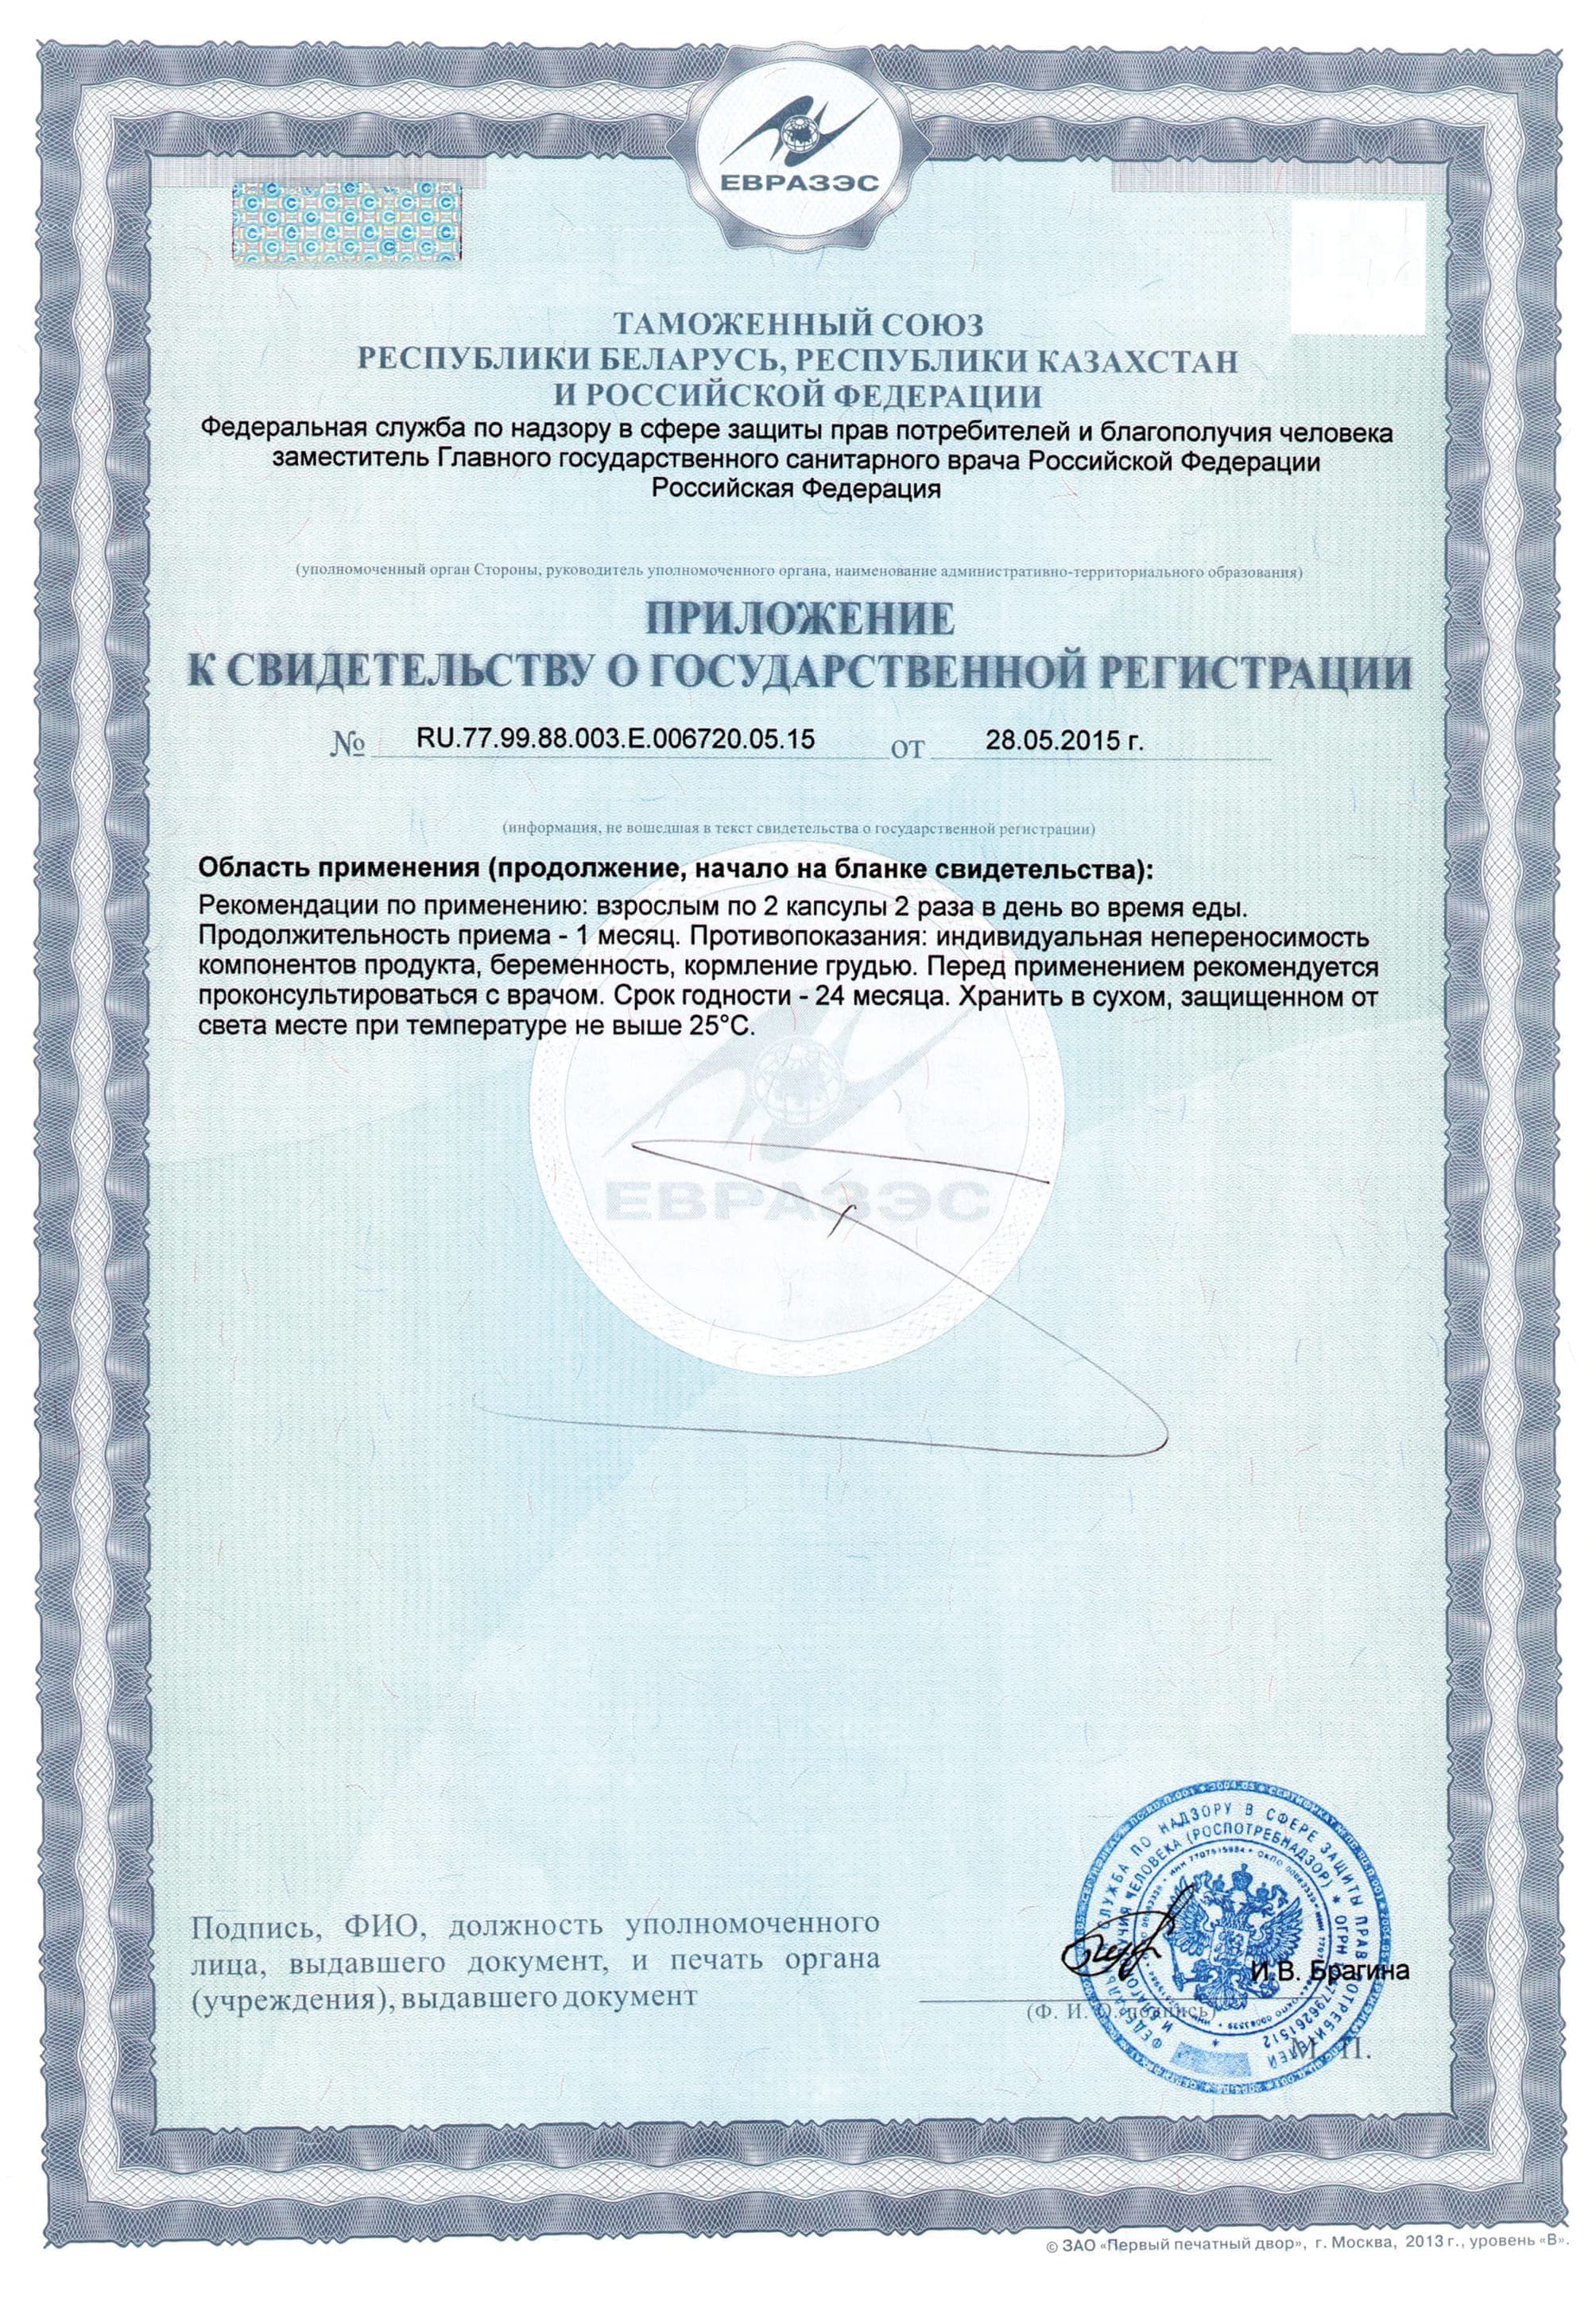 ЕВРАЗЭС
ТАМОЖЕННЫЙ СОЮЗ
РЕСПУБЛИКИ БЕЛАРУСЬ, РЕСПУБЛИКИ КАЗАХСТАН
И РОССИЙСКОЙ ФЕДЕРАЦИИ
Федеральная служба по надзору в сфере защиты прав потребителей и благополучия человека
заместитель Главного государственного санитарного врача Российской Федерации
Российская Федерация
(уполномоченный орган Стороны, руководитель уполномоченного органа, наименование административно-территориального образования)
ПРИЛОЖЕНИЕ
К СВИДЕТЕЛЬСТВУ О ГОСУДАРСТВЕННОЙ РЕГИСТРАЦИИ
№ RU.77.99.88.003.Е.006720.05.15 от 28.05.2015 г.
(информация, не вошедшая в текст свидетельства о государственной регистрации)
Область применения (продолжение, начало на бланке свидетельства):
Рекомендации по применению: взрослым по 2 капсулы 2 раза в день во время еды.
Продолжительность приема - 1 месяц. Противопоказания: индивидуальная непереносимость
компонентов продукта, беременность, кормление грудью. Перед применением рекомендуется
проконсультироваться с врачом. Срок годности - 24 месяца. Хранить в сухом, защищенном от
света месте при температуре не выше 25°С.
ЕВРАЗЭС
Подпись, ФИО, должность уполномоченного
лица, выдавшего документ, и печать органа
(учреждения), выдавшего документ
И.В. Брагина
(Ф. И. О. подпись)
М. П.
ПО НАДЗОРУ В СФЕРЕ ЗАЩИТЫ ПРАВ ПОТРЕБИТЕЛЕЙ
ЧЕЛОВЕКА (РОСПОТРЕБНАДЗОР) * ОГРН
© ЗАО «Первый печатный двор», г. Москва, 2013 г., уровень «В».